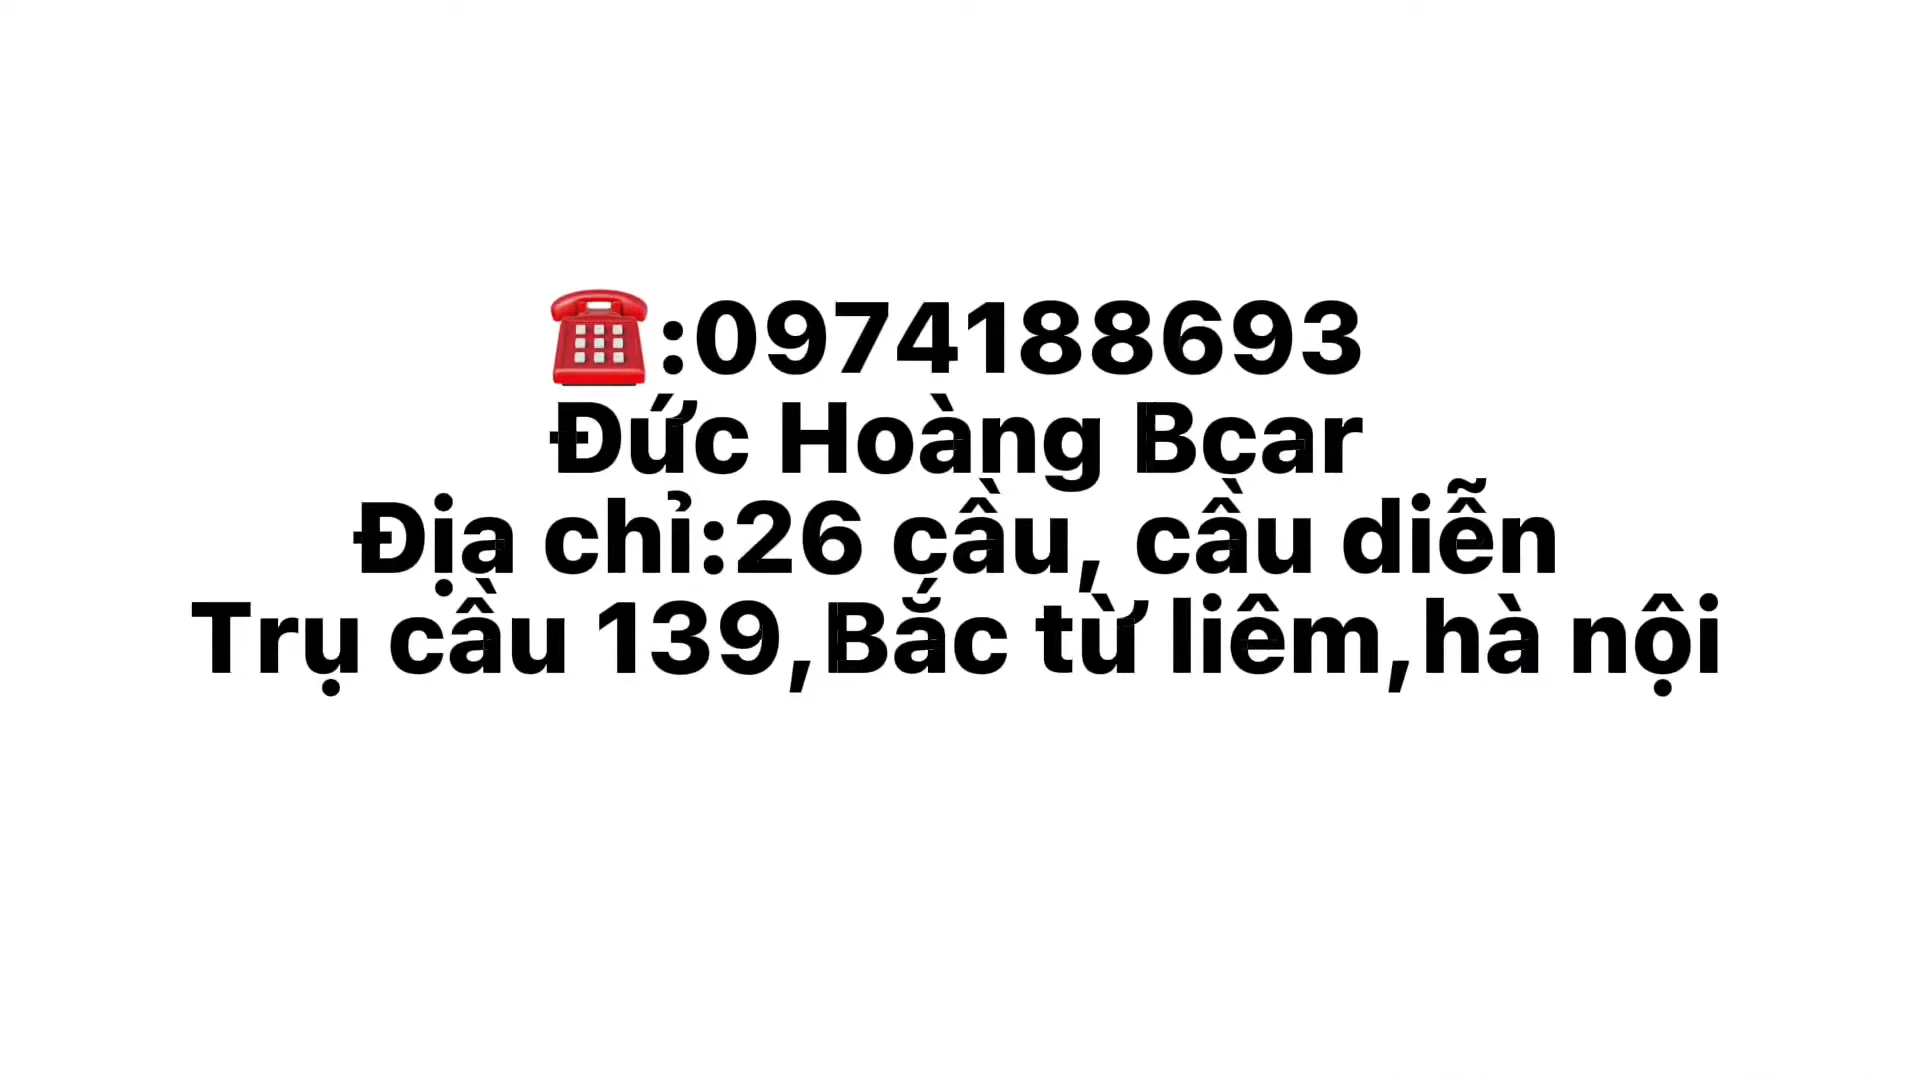 ☎️:0974188693
Đức Hoàng Bcar
Địa chỉ:26 cầu, cầu diễn
Trụ cầu 139,Bắc từ liêm,hà nội